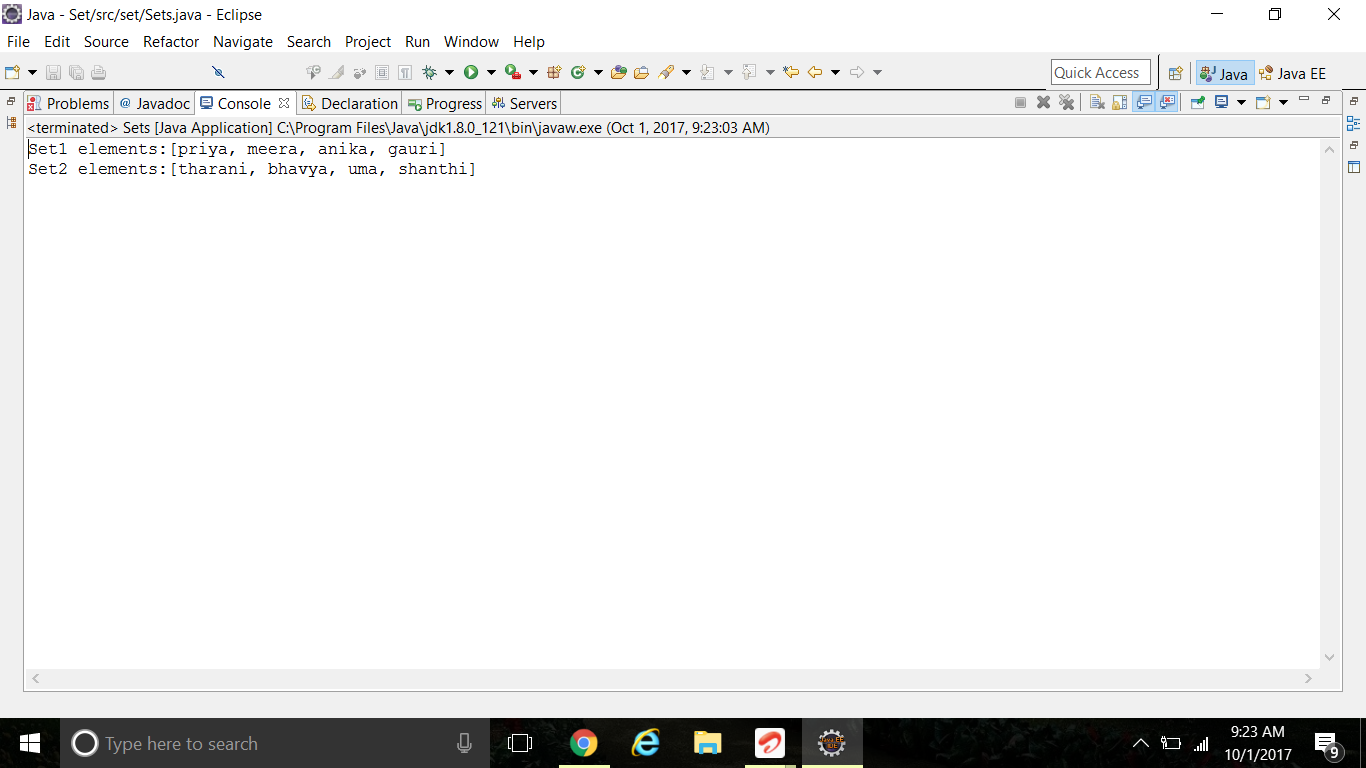 Java - Set/src/set/Sets.java - Eclipse
File Edit Source Refactor Navigate Search Project Run Window Help
Quick Access Java Java EE
Problems @ Javadoc Console Declaration Progress Servers
<terminated> Sets [Java Application] C:\Program Files\Java\jdk1.8.0_121\bin\javaw.exe (Oct 1, 2017, 9:23:03 AM)
Set1 elements:[priya, meera, anika, gauri]
Set2 elements:[tharani, bhavya, uma, shanthi]
Type here to search
9:23 AM
10/1/2017
9